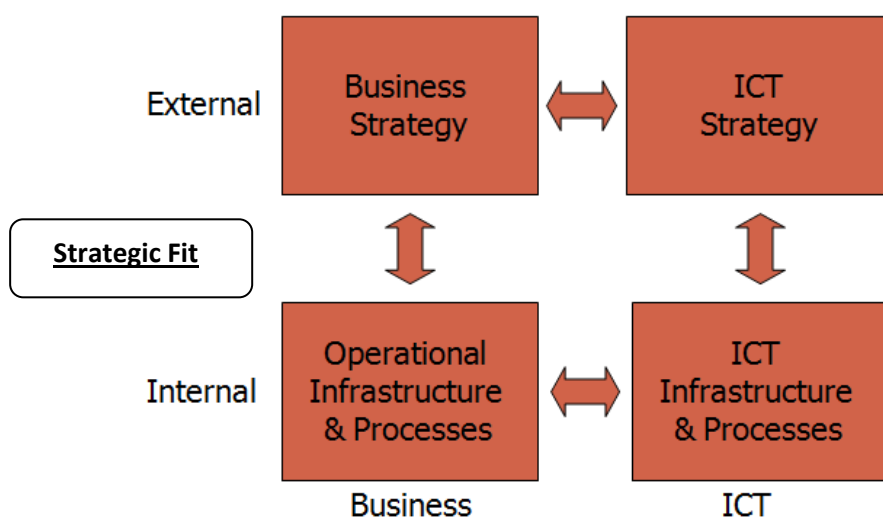 External
Business
Strategy
ICT
Strategy
Strategic Fit
Internal
Operational
Infrastructure
& Processes
ICT
Infrastructure
& Processes
Business
ICT